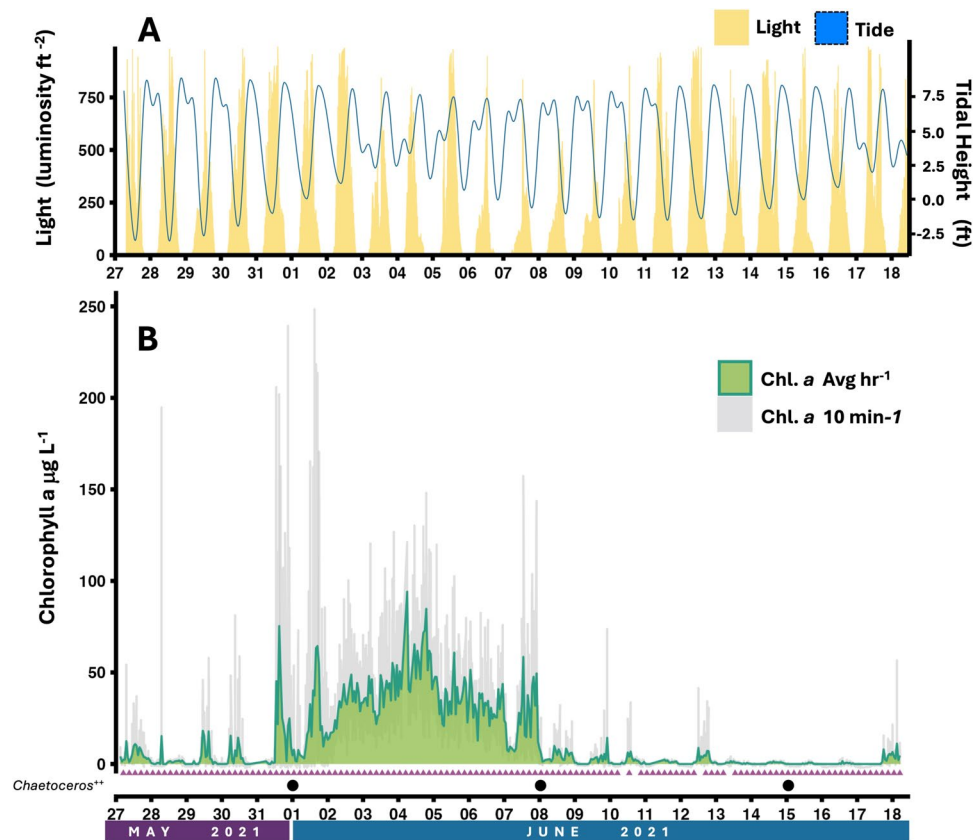 A
Light
Tide
Light (luminosity ft -2)
750
500
250
0
7.5
5.0
2.5
0.0
-2.5
Tidal Height (ft)
27 28 29 30 31 01 02 03 04 05 06 07 08 09 10 11 12 13 14 15 16 17 18
B
Chl. a Avg hr-1
Chl. a 10 min-1
Chlorophyll a µg L-1
250
200
150
100
50
0
Chaetoceros++
27 28 29 30 31 01 02 03 04 05 06 07 08 09 10 11 12 13 14 15 16 17 18
MAY 2021 JUNE 2021